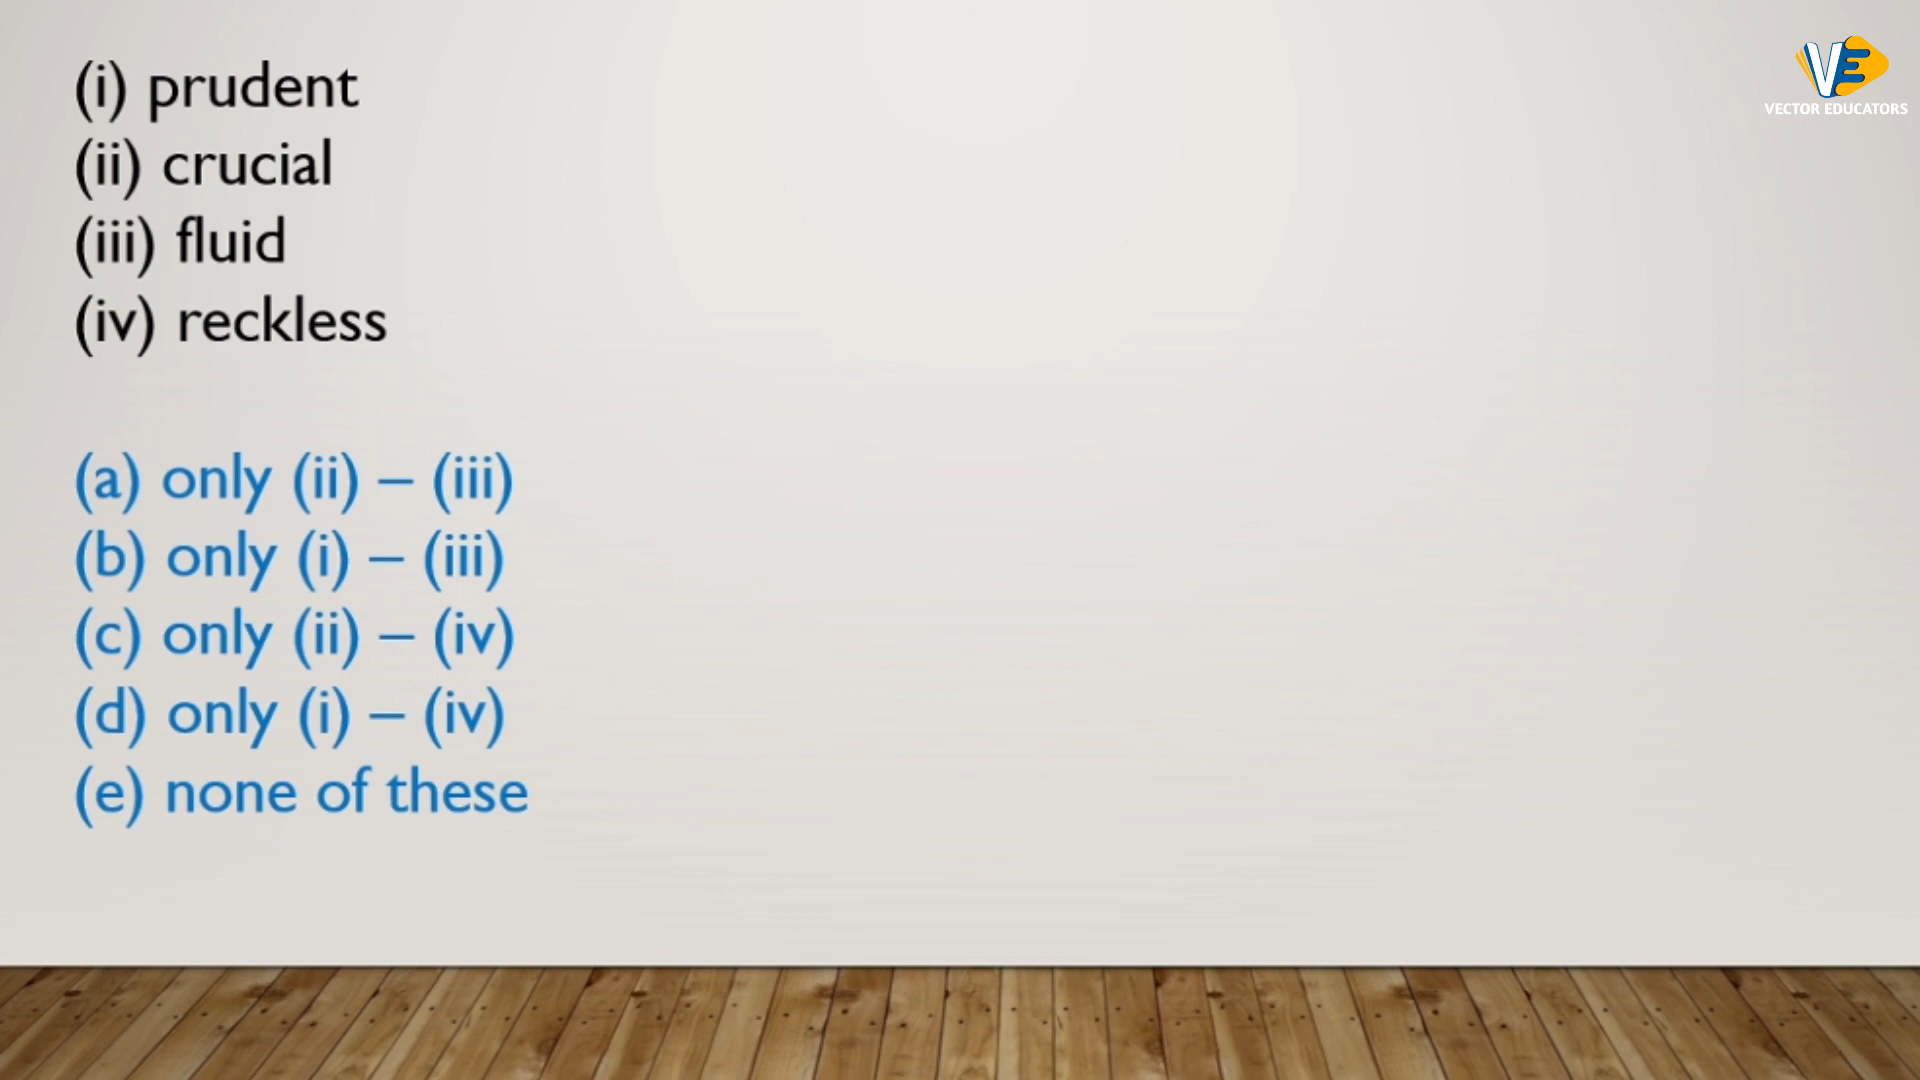 (i) prudent
(ii) crucial
(iii) fluid
(iv) reckless
(a) only (ii) – (iii)
(b) only (i) – (iii)
(c) only (ii) – (iv)
(d) only (i) – (iv)
(e) none of these
VE
VECTOR EDUCATORS